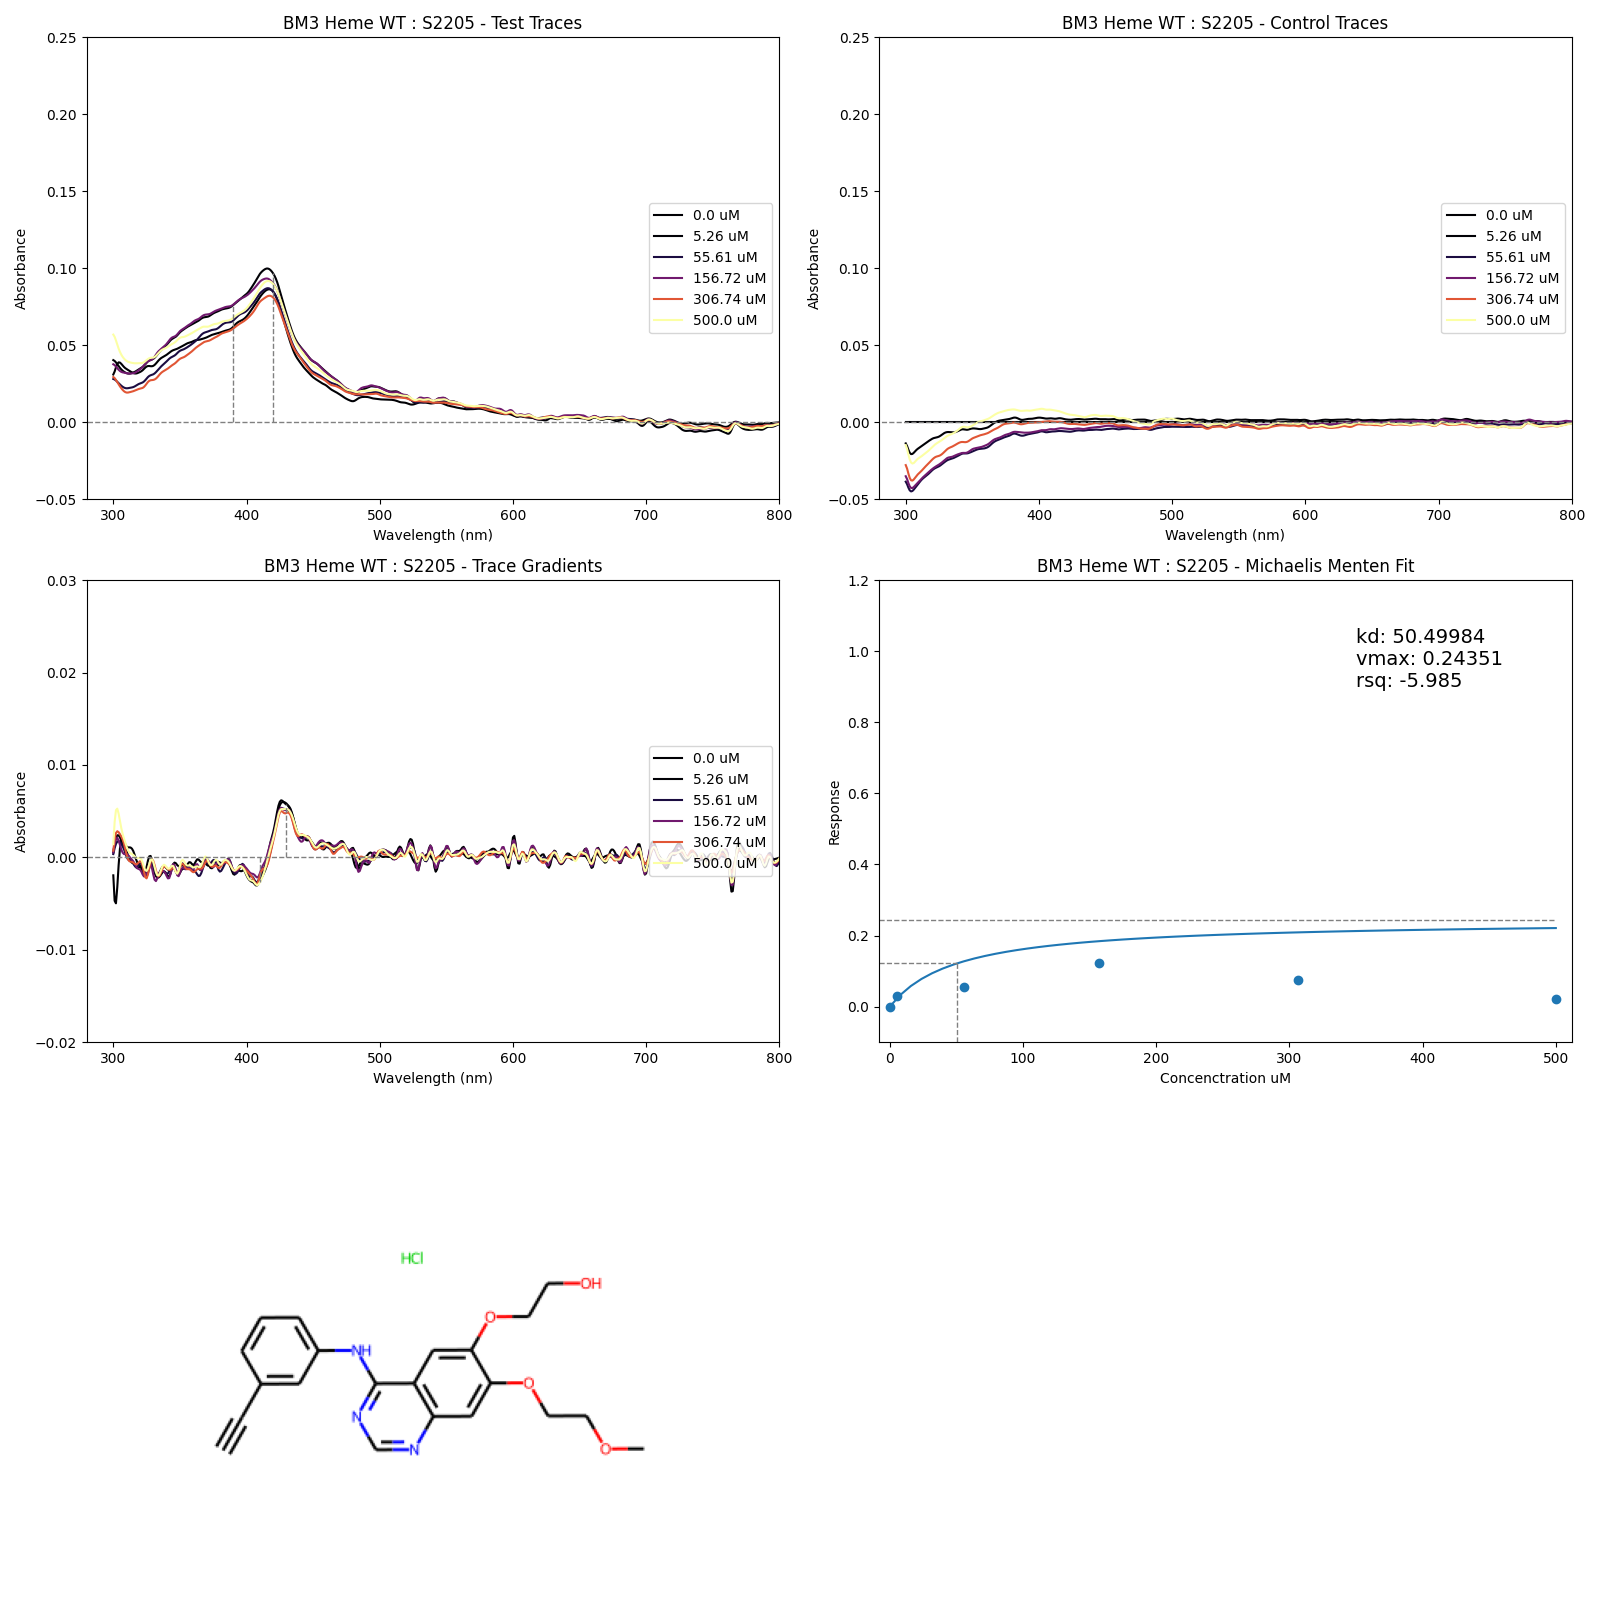 BM3 Heme WT : S2205 - Test Traces
0.25
0.20
0.15
0.10
0.05
0.00
−0.05
Absorbance
300 400 500 600 700 800
Wavelength (nm)
0.0 uM
5.26 uM
55.61 uM
156.72 uM
306.74 uM
500.0 uM
BM3 Heme WT : S2205 - Control Traces
0.25
0.20
0.15
0.10
0.05
0.00
−0.05
Absorbance
300 400 500 600 700 800
Wavelength (nm)
0.0 uM
5.26 uM
55.61 uM
156.72 uM
306.74 uM
500.0 uM
BM3 Heme WT : S2205 - Trace Gradients
0.03
0.02
0.01
0.00
−0.01
−0.02
Absorbance
300 400 500 600 700 800
Wavelength (nm)
0.0 uM
5.26 uM
55.61 uM
156.72 uM
306.74 uM
500.0 uM
BM3 Heme WT : S2205 - Michaelis Menten Fit
1.2
1.0
0.8
0.6
0.4
0.2
0.0
Response
kd: 50.49984
vmax: 0.24351
rsq: -5.985
0 100 200 300 400 500
Concenctration uM
HCl
OH
O
NH
O
N
N
O